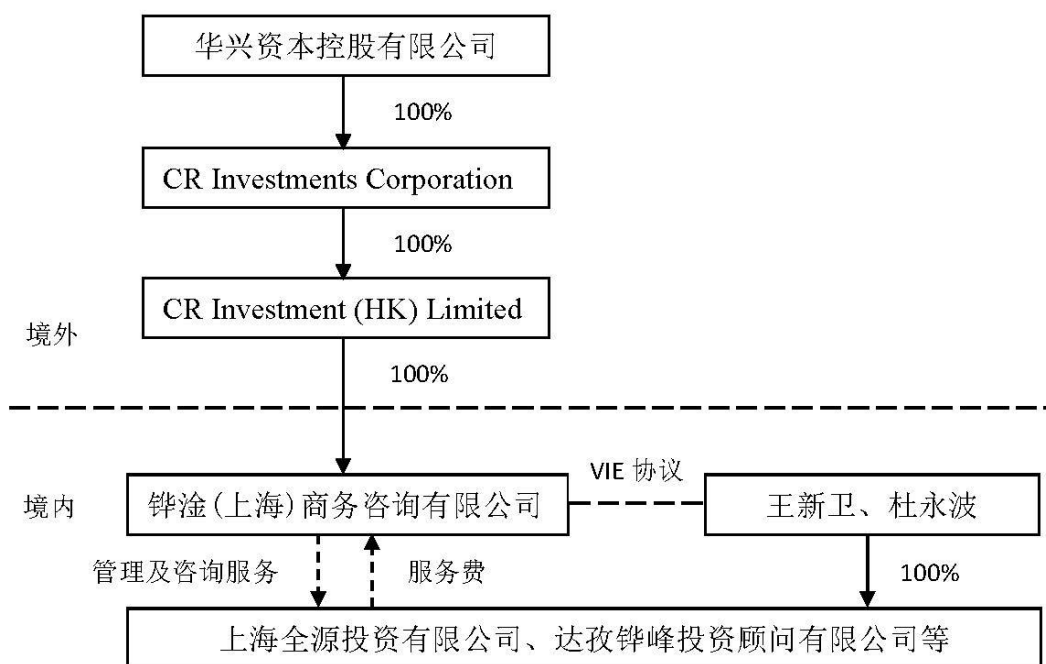 华兴资本控股有限公司
100%
CR Investments Corporation
100%
CR Investment (HK) Limited
境外
100%
境内
铧淦(上海)商务咨询有限公司
VIE 协议
王新卫、杜永波
管理及咨询服务
服务费
100%
上海全源投资有限公司、达孜铧峰投资顾问有限公司等